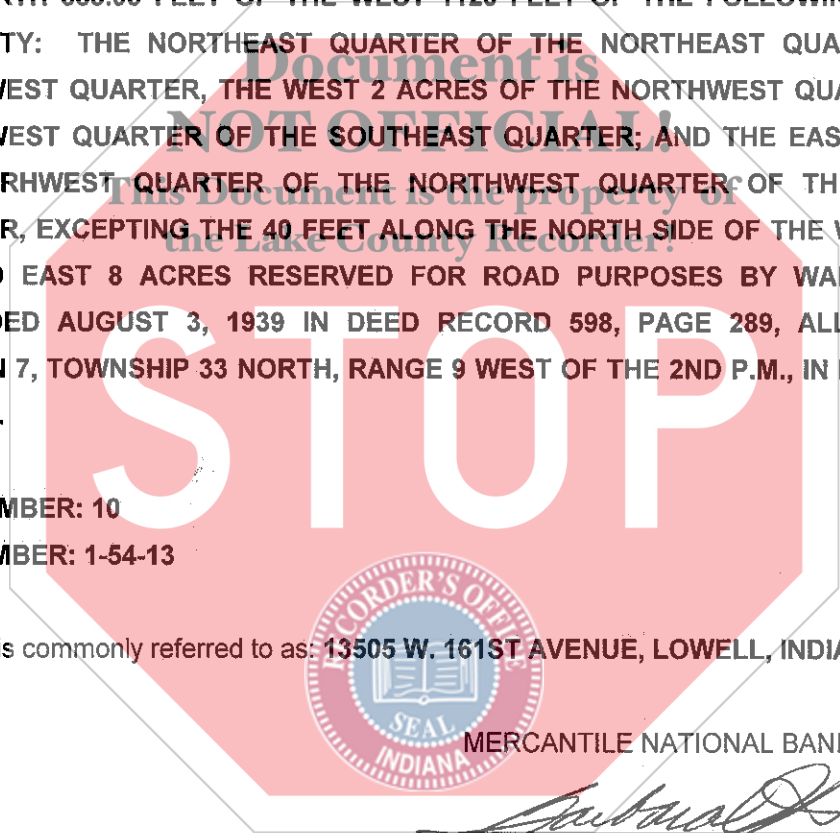 TY: THE NORTHEAST QUARTER OF THE NORTHEAST QUA
Document is
EST QUARTER, THE WEST 2 ACRES OF THE NORTHWEST QUA
NOT OFFICIAL!
EST QUARTER OF THE SOUTHEAST QUARTER; AND THE EAS
This Document is the property of
RHWEST QUARTER OF THE NORTHWEST QUARTER OF TH
the Lake County Recorder!
R, EXCEPTING THE 40 FEET ALONG THE NORTH SIDE OF THE
EAST 8 ACRES RESERVED FOR ROAD PURPOSES BY WA
ED AUGUST 3, 1939 IN DEED RECORD 598, PAGE 289, ALL
7, TOWNSHIP 33 NORTH, RANGE 9 WEST OF THE 2ND P.M., IN
STOP
MBER: 10
MBER: 1-54-13
RECORDER'S OFFICE
s commonly referred to as: 13505 W. 161ST AVENUE, LOWELL, INDIA
SEAL
INDIANA
MERCANTILE NATIONAL BAN